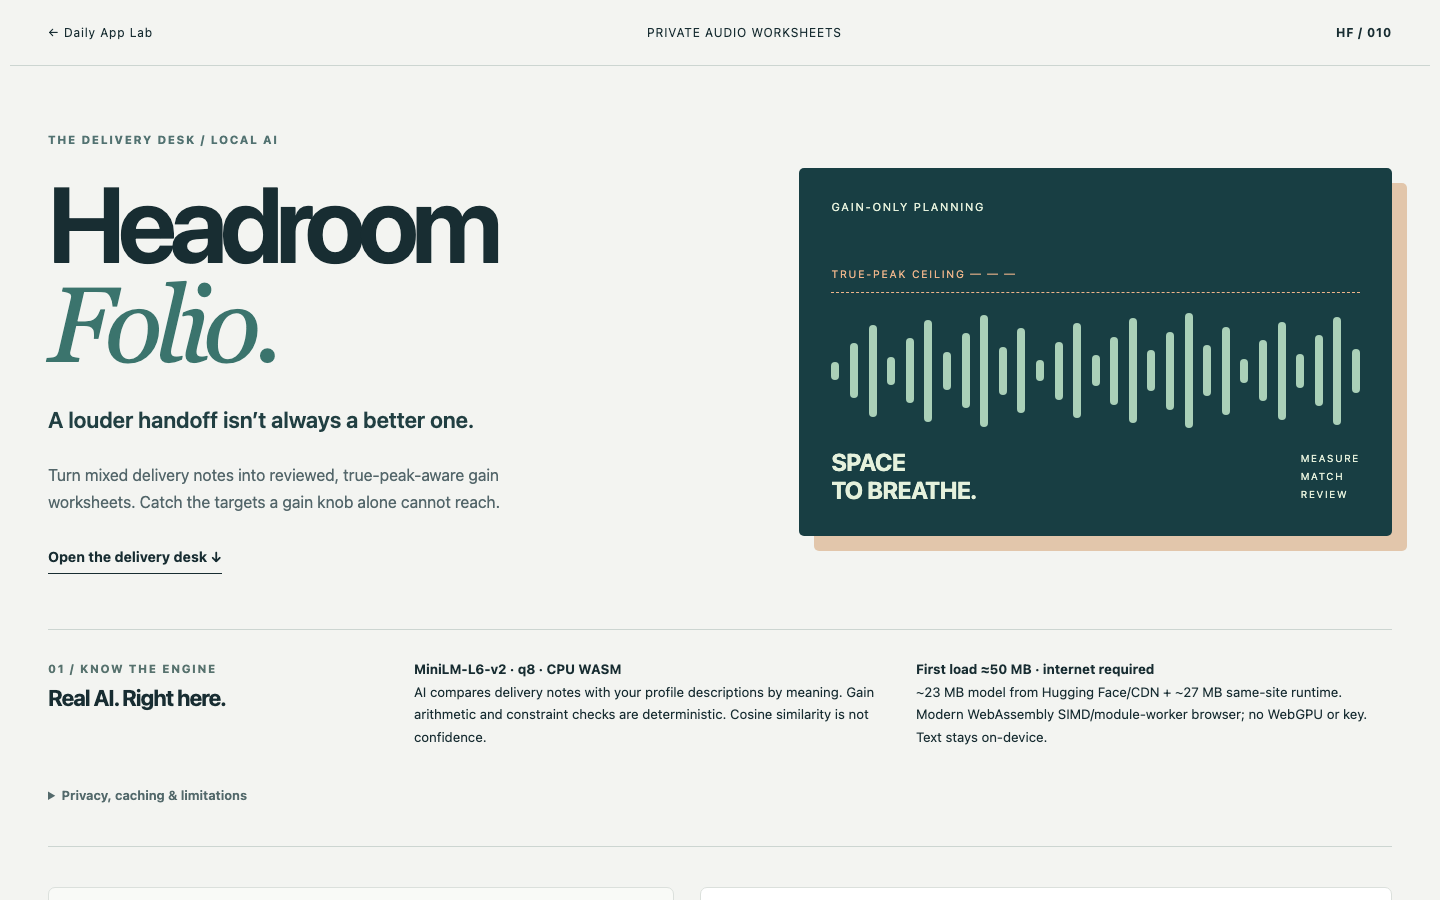 ← Daily App Lab
PRIVATE AUDIO WORKSHEETS
HF / 010
THE DELIVERY DESK / LOCAL AI
Headroom
Folio.
A louder handoff isn’t always a better one.
Turn mixed delivery notes into reviewed, true-peak-aware gain
worksheets. Catch the targets a gain knob alone cannot reach.
Open the delivery desk ↓
GAIN-ONLY PLANNING
TRUE-PEAK CEILING — — —
SPACE
TO BREATHE.
MEASURE
MATCH
REVIEW
01 / KNOW THE ENGINE
Real AI. Right here.
MiniLM-L6-v2 · q8 · CPU WASM
AI compares delivery notes with your profile descriptions by meaning. Gain
arithmetic and constraint checks are deterministic. Cosine similarity is not
confidence.
First load ≈50 MB · internet required
~23 MB model from Hugging Face/CDN + ~27 MB same-site runtime.
Modern WebAssembly SIMD/module-worker browser; no WebGPU or key.
Text stays on-device.
▶ Privacy, caching & limitations